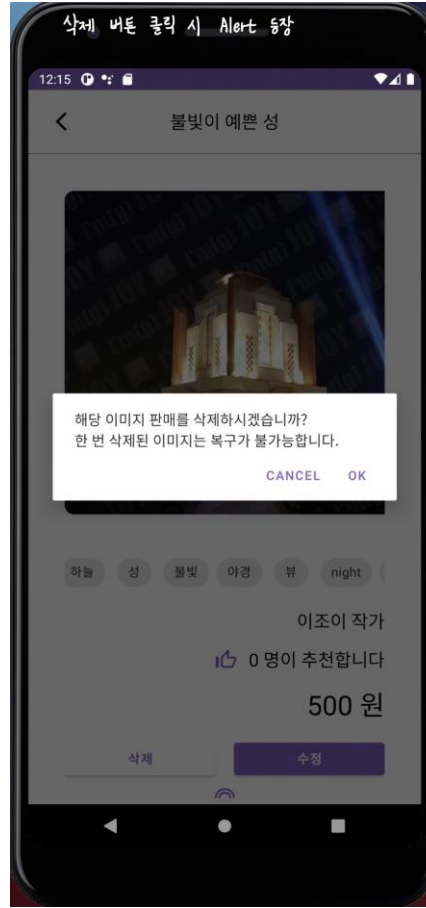 삭제 버튼 클릭 시 Alert 등장
12:15
불빛이 예쁜 성
I'm(g) JOY
해당 이미지 판매를 삭제하시겠습니까?
한 번 삭제된 이미지는 복구가 불가능합니다.
CANCEL OK
하늘 성 불빛 야경 뷰 night
이조이 작가
0 명이 추천합니다
500 원
삭제 수정